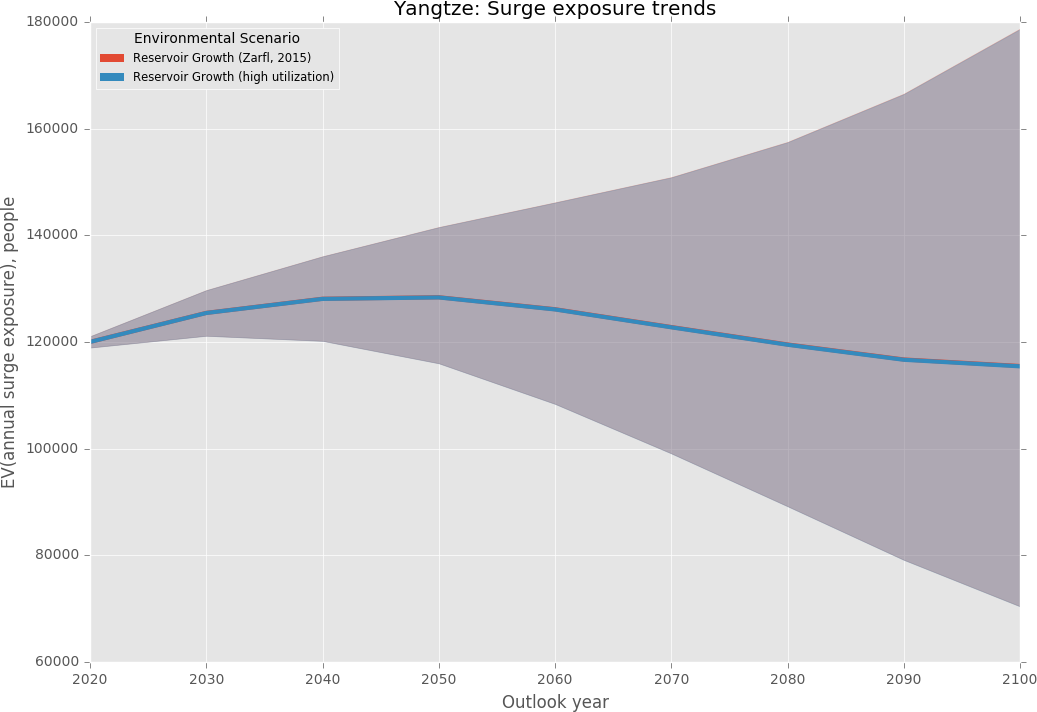 Yangtze: Surge exposure trends
Environmental Scenario
Reservoir Growth (Zarfl, 2015)
Reservoir Growth (high utilization)
EV(annual surge exposure), people
180000
160000
140000
120000
100000
80000
60000
2020 2030 2040 2050 2060 2070 2080 2090 2100
Outlook year